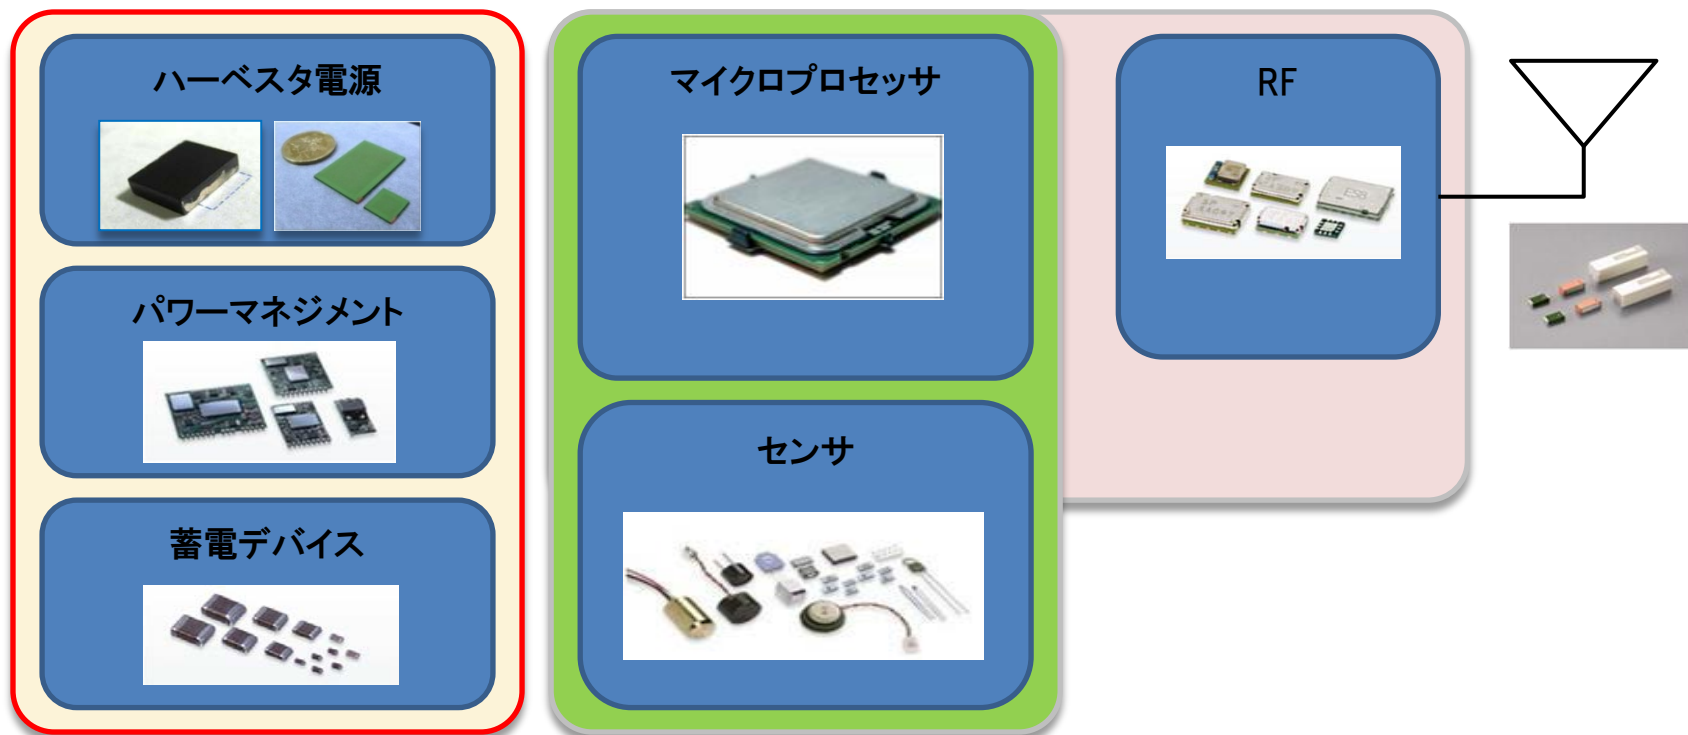 ハーベスタ電源
パワーマネジメント
蓄電デバイス
マイクロプロセッサ
センサ
RF